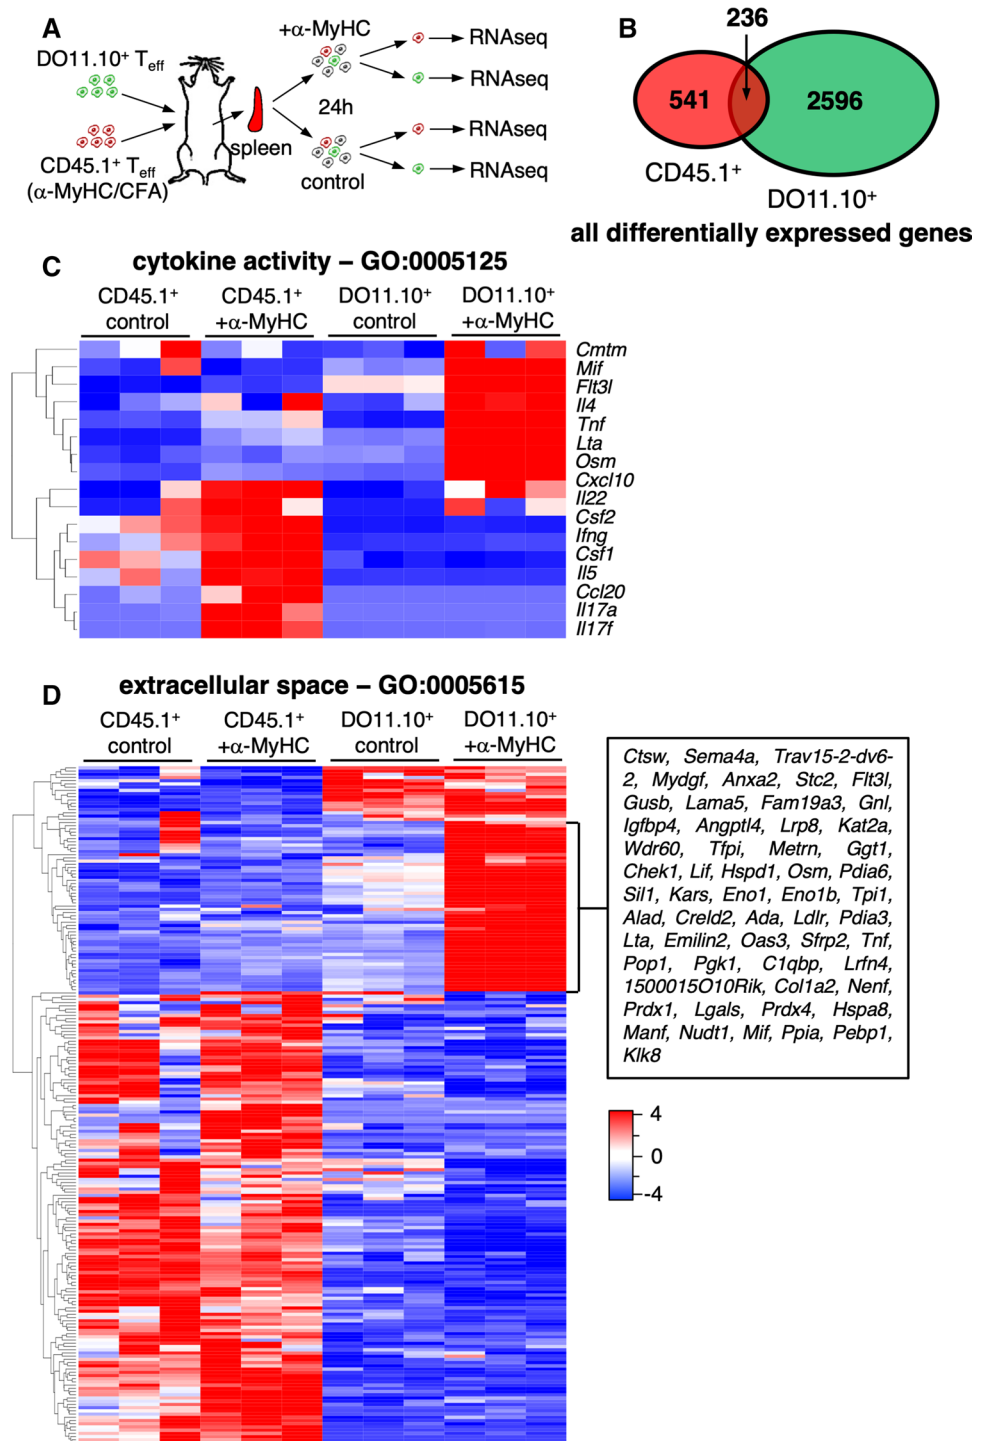 A
DO11.10+ Teff
CD45.1+ Teff
(α-MyHC/CFA)
spleen
+α-MyHC
24h
control
RNAseq
RNAseq
RNAseq
RNAseq
B
236
541
2596
CD45.1+
DO11.10+
all differentially expressed genes
C
cytokine activity – GO:0005125
CD45.1+
control
CD45.1+
+α-MyHC
DO11.10+
control
DO11.10+
+α-MyHC
Cmtm
Mif
Flt3l
Il4
Tnf
Lta
Osm
Cxcl10
Il22
Csf2
Ifng
Csf1
Il5
Ccl20
Il17a
Il17f
D
extracellular space – GO:0005615
CD45.1+
control
CD45.1+
+α-MyHC
DO11.10+
control
DO11.10+
+α-MyHC
Ctsw, Sema4a, Trav15-2-dv6-
2, Mydgf, Anxa2, Stc2, Flt3l,
Gusb, Lama5, Fam19a3, Gnl,
Igfbp4, Angptl4, Lrp8, Kat2a,
Wdr60, Tfpi, Metrn, Ggt1,
Chek1, Lif, Hspd1, Osm, Pdia6,
Sil1, Kars, Eno1, Eno1b, Tpi1,
Alad, Creld2, Ada, Ldlr, Pdia3,
Lta, Emilin2, Oas3, Sfrp2, Tnf,
Pop1, Pgk1, C1qbp, Lrfn4,
1500015O10Rik, Col1a2, Nenf,
Prdx1, Lgals, Prdx4, Hspa8,
Manf, Nudt1, Mif, Ppia, Pebp1,
Klk8
4
0
-4